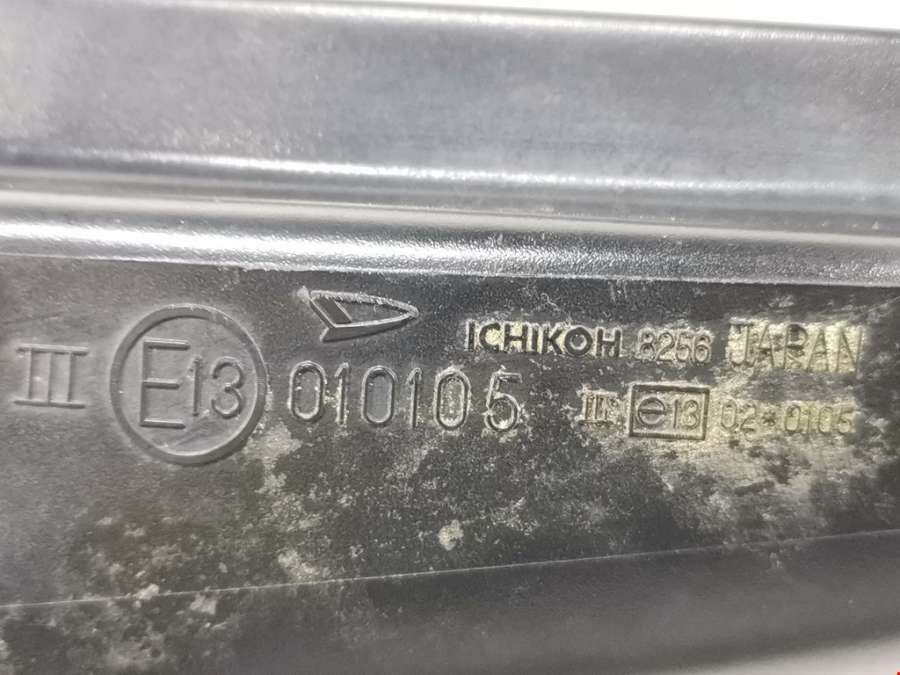 ICHIKOH 8256 JAPAN
III E13 010105
III e13 02*0105